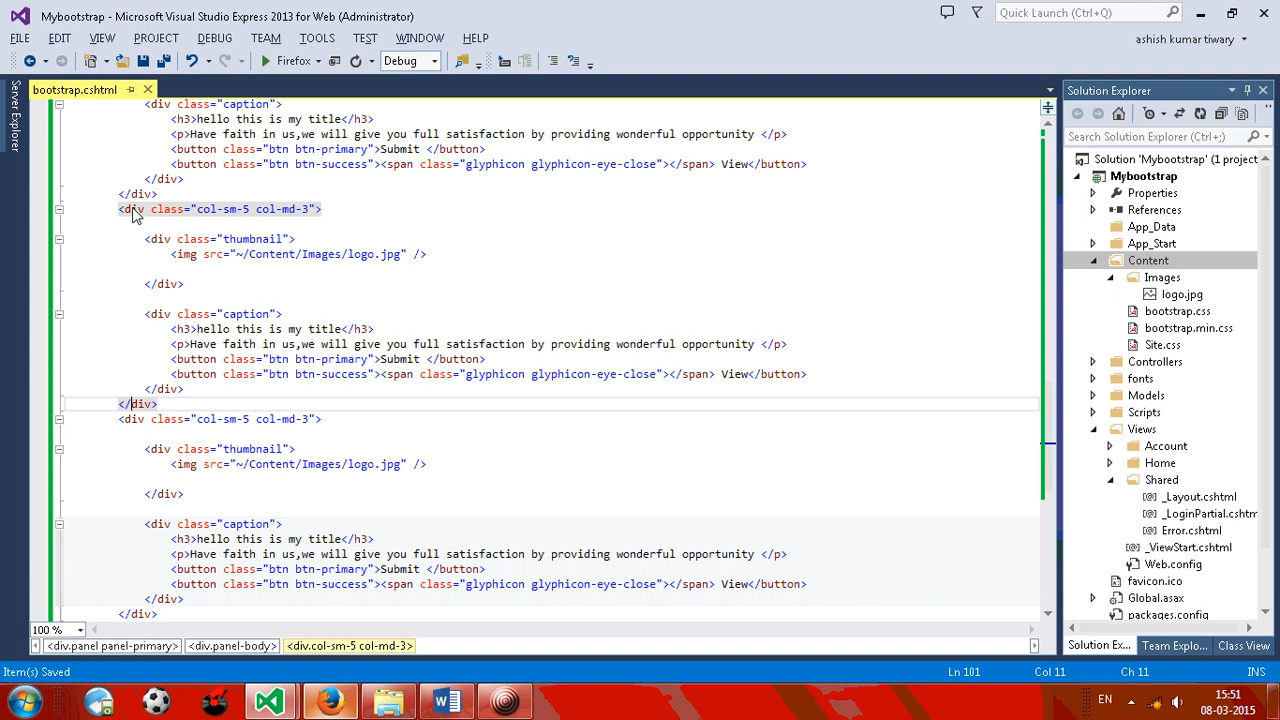 Mybootstrap - Microsoft Visual Studio Express 2013 for Web (Administrator)
Quick Launch (Ctrl+Q)
FILE EDIT VIEW PROJECT DEBUG TEAM TOOLS TEST WINDOW HELP
ashish kumar tiwary
Firefox
Debug
Server Explorer
bootstrap.cshtml
<div class="caption">
<h3>hello this is my title</h3>
<p>Have faith in us,we will give you full satisfaction by providing wonderful opportunity </p>
<button class="btn btn-primary">Submit </button>
<button class="btn btn-success"><span class="glyphicon glyphicon-eye-close"></span> View</button>
</div>
</div>
<div class="col-sm-5 col-md-3">
<div class="thumbnail">
<img src="~/Content/Images/logo.jpg" />
</div>
<div class="caption">
<h3>hello this is my title</h3>
<p>Have faith in us,we will give you full satisfaction by providing wonderful opportunity </p>
<button class="btn btn-primary">Submit </button>
<button class="btn btn-success"><span class="glyphicon glyphicon-eye-close"></span> View</button>
</div>
</div>
<div class="col-sm-5 col-md-3">
<div class="thumbnail">
<img src="~/Content/Images/logo.jpg" />
</div>
<div class="caption">
<h3>hello this is my title</h3>
<p>Have faith in us,we will give you full satisfaction by providing wonderful opportunity </p>
<button class="btn btn-primary">Submit </button>
<button class="btn btn-success"><span class="glyphicon glyphicon-eye-close"></span> View</button>
</div>
</div>
100 %
<div.panel panel-primary> <div.panel-body> <div.col-sm-5 col-md-3>
Solution Explorer
Search Solution Explorer (Ctrl+;)
Solution 'Mybootstrap' (1 project
Mybootstrap
Properties
References
App_Data
App_Start
Content
Images
logo.jpg
bootstrap.css
bootstrap.min.css
Site.css
Controllers
fonts
Models
Scripts
Views
Account
Home
Shared
_Layout.cshtml
_LoginPartial.cshtm
Error.cshtml
_ViewStart.cshtml
Web.config
favicon.ico
Global.asax
packages.config
Solution Ex... Team Explo... Class View
Item(s) Saved
Ln 101 Col 11 Ch 11 INS
EN
15:51
08-03-2015